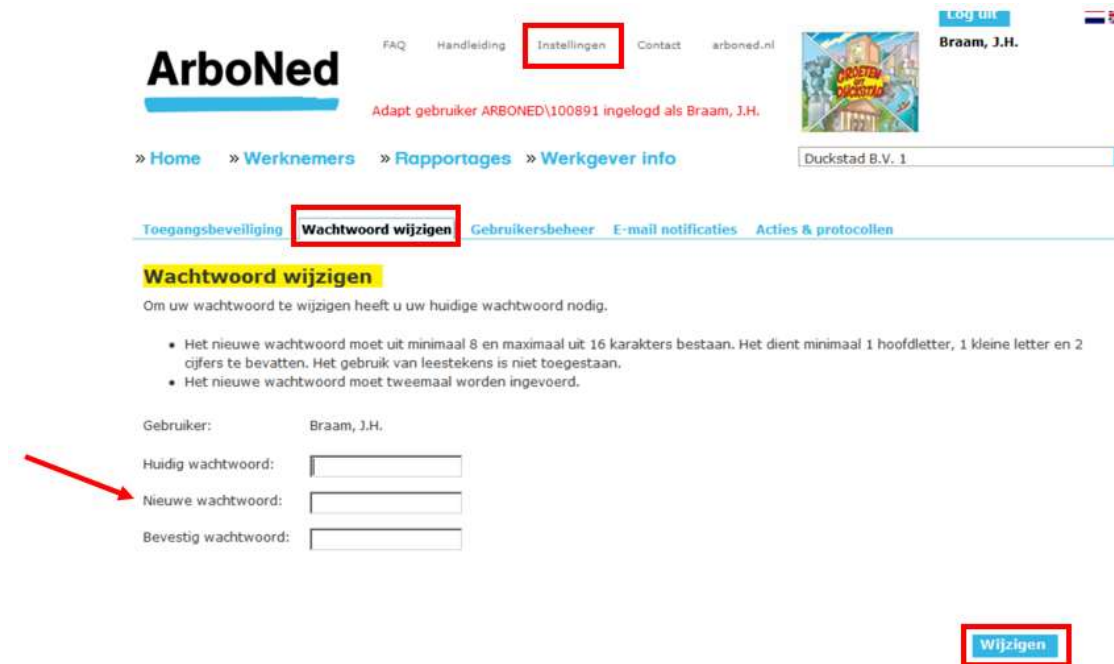 Log uit
FAQ Handleiding Instellingen Contact arboned.nl
Braam, J.H.
ArboNed
GROETEN UIT DUCKSTAD
Adapt gebruiker ARBONED\100891 ingelogd als Braam, J.H.
» Home » Werknemers » Rapportages » Werkgever info
Duckstad B.V. 1
Toegangsbeveiliging Wachtwoord wijzigen Gebruikersbeheer E-mail notificaties Acties & protocollen
Wachtwoord wijzigen
Om uw wachtwoord te wijzigen heeft u uw huidige wachtwoord nodig.
• Het nieuwe wachtwoord moet uit minimaal 8 en maximaal uit 16 karakters bestaan. Het dient minimaal 1 hoofdletter, 1 kleine letter en 2
cijfers te bevatten. Het gebruik van leestekens is niet toegestaan.
• Het nieuwe wachtwoord moet tweemaal worden ingevoerd.
Gebruiker: Braam, J.H.
Huidig wachtwoord:
Nieuwe wachtwoord:
Bevestig wachtwoord:
Wijzigen